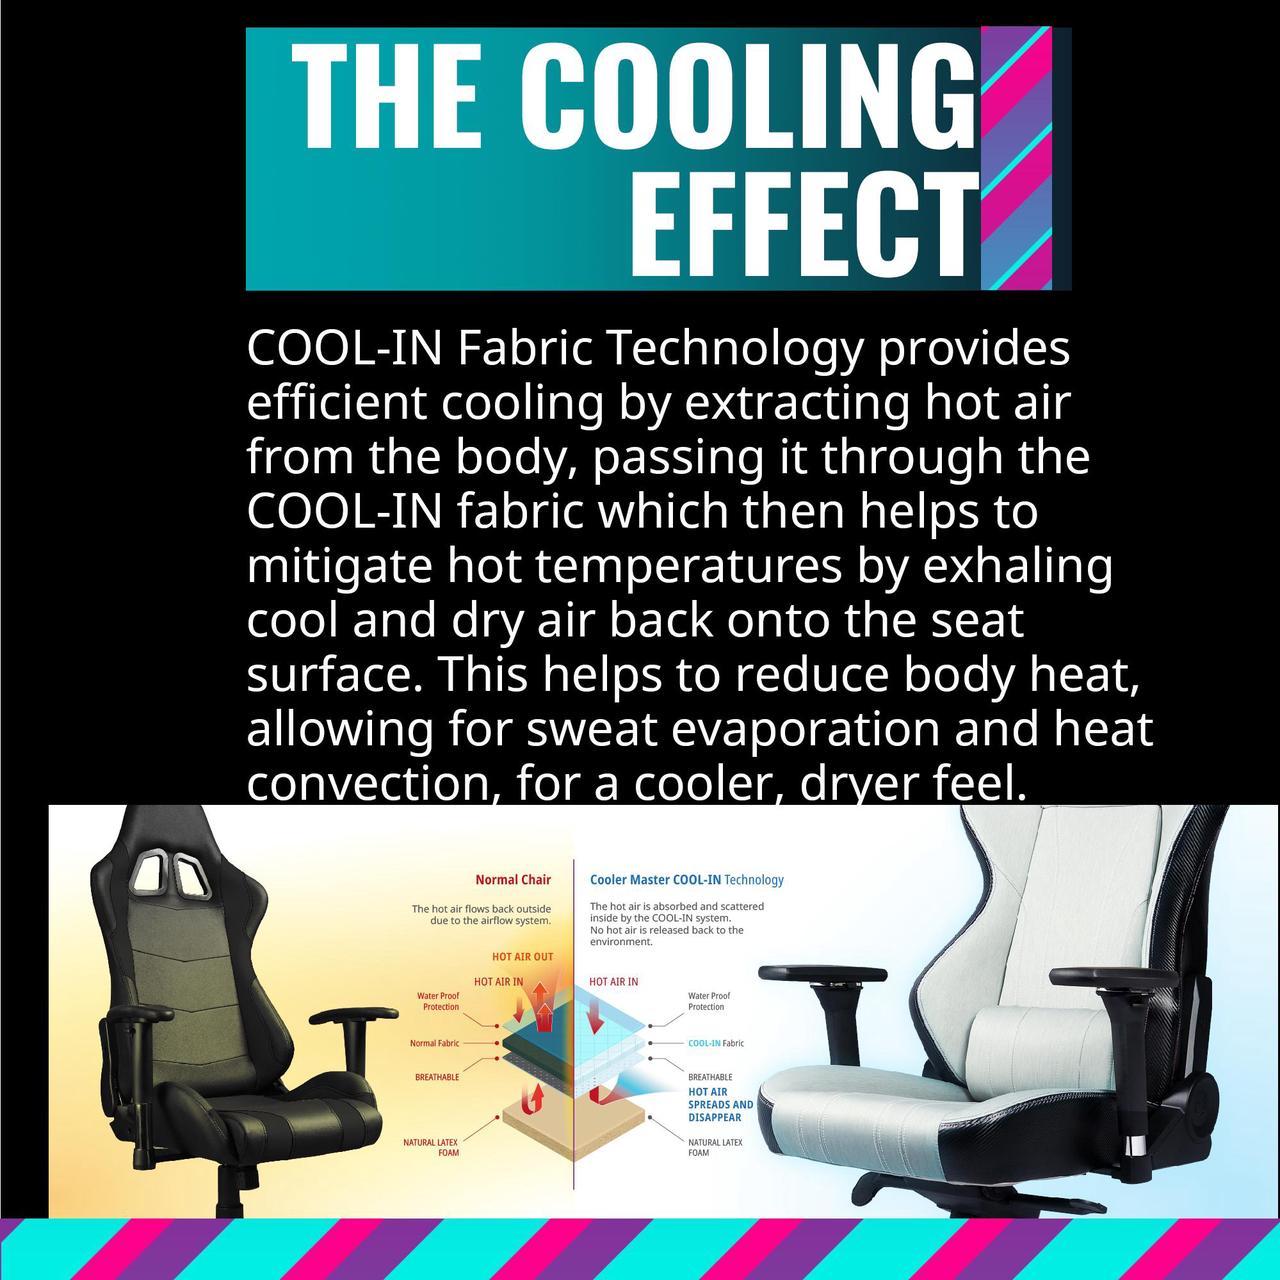 THE COOLING
EFFECT
COOL-IN Fabric Technology provides
efficient cooling by extracting hot air
from the body, passing it through the
COOL-IN fabric which then helps to
mitigate hot temperatures by exhaling
cool and dry air back onto the seat
surface. This helps to reduce body heat,
allowing for sweat evaporation and heat
convection, for a cooler, dryer feel.
Normal Chair
The hot air flows back outside
due to the airflow system.
HOT AIR OUT
HOT AIR IN
Water Proof
Protection
Normal Fabric
BREATHABLE
NATURAL LATEX
FOAM
Cooler Master COOL-IN Technology
The hot air is absorbed and scattered
inside by the COOL-IN system.
No hot air is released back to the
environment.
HOT AIR IN
Water Proof
Protection
COOL-IN Fabric
BREATHABLE
HOT AIR
SPREADS AND
DISAPPEAR
NATURAL LATEX
FOAM